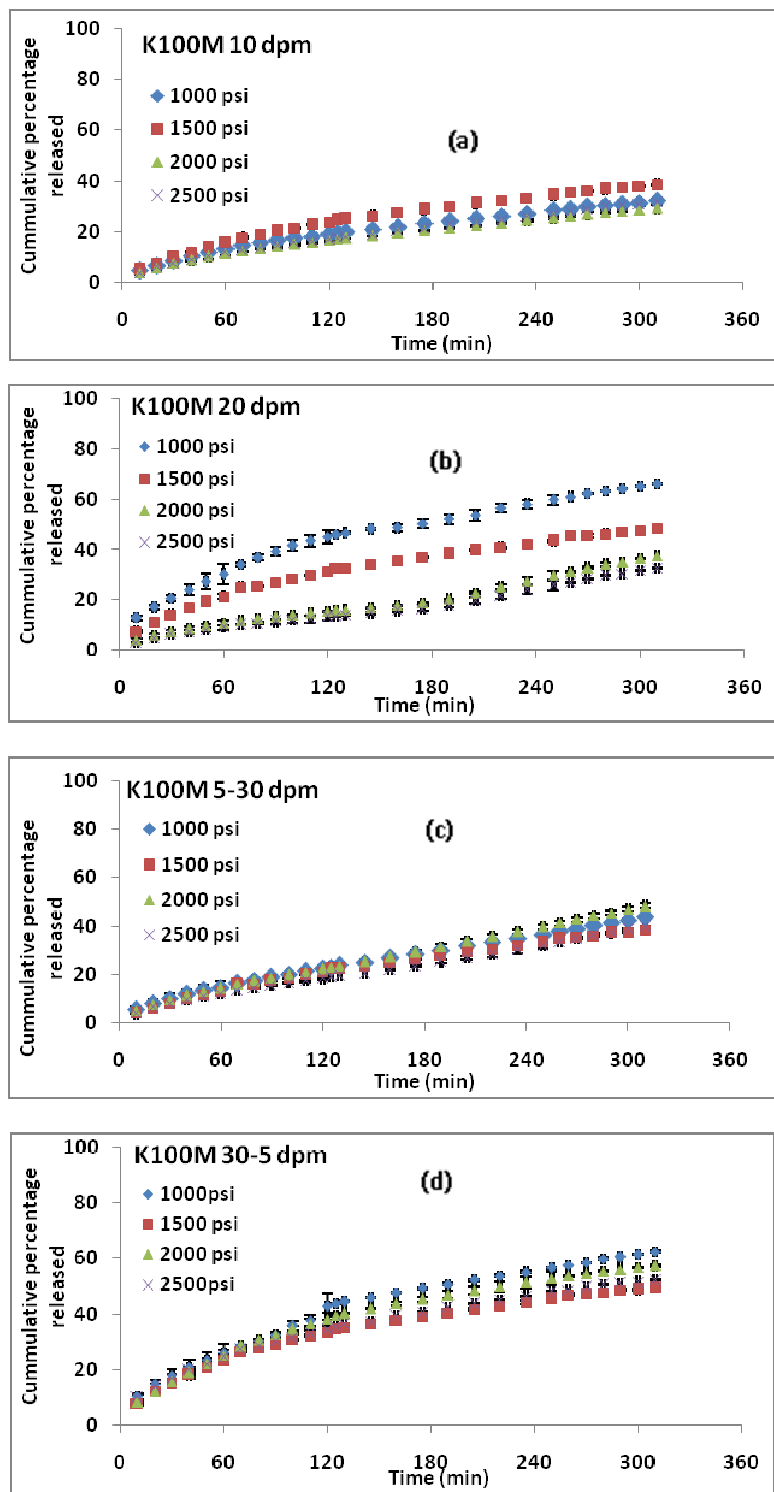 K100M 10 dpm
100
80
60
40
20
0
1000 psi
1500 psi
2000 psi
2500 psi
(a)
Cummulative percentage
released
0 60 120 180 240 300 360
Time (min)
K100M 20 dpm
100
80
60
40
20
0
1000 psi
1500 psi
2000 psi
2500 psi
(b)
Cummulative percentage
released
0 60 120 180 240 300 360
Time (min)
K100M 5-30 dpm
100
80
60
40
20
0
1000 psi
1500 psi
2000 psi
2500 psi
(c)
Cummulative percentage
released
0 60 120 180 240 300 360
Time (min)
K100M 30-5 dpm
100
80
60
40
20
0
1000psi
1500 psi
2000 psi
2500psi
(d)
Cummulative percentage
released
0 60 120 180 240 300 360
Time (min)